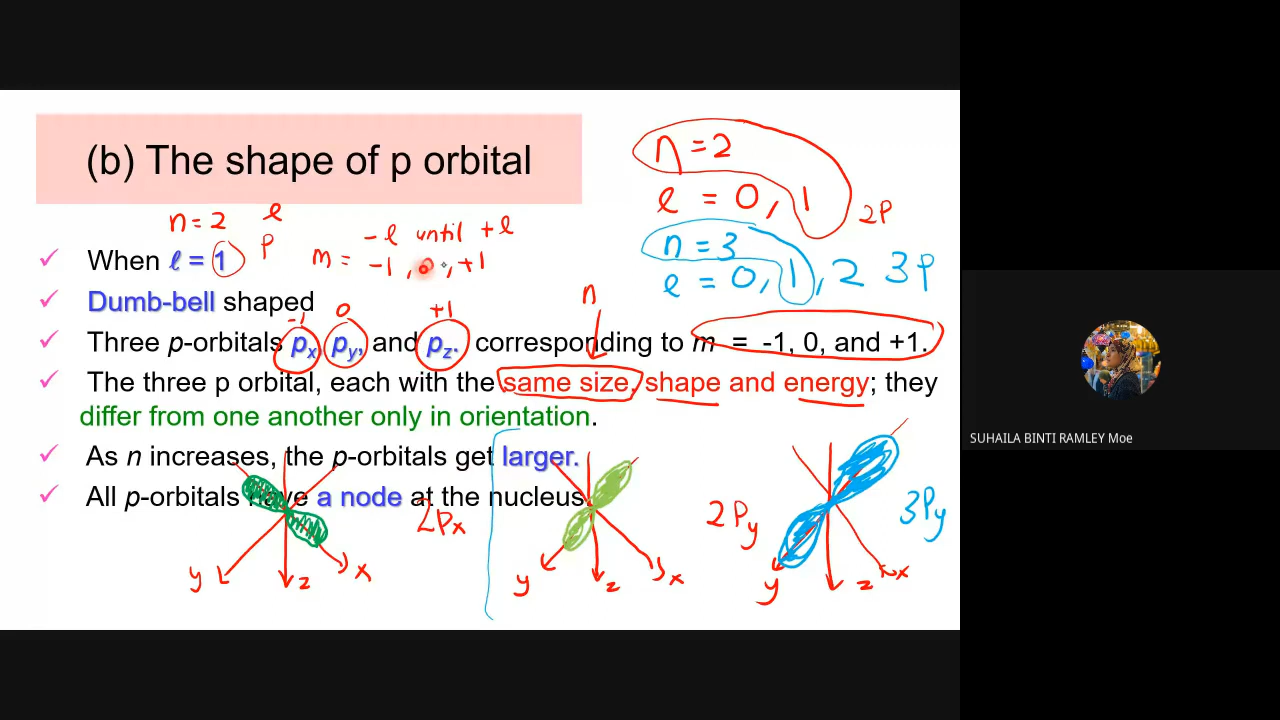 (b) The shape of p orbital
n = 2
ℓ = 0, 1
2P
n = 3
ℓ = 0, 1, 2 3P
n = 2 ℓ
P
-ℓ until +ℓ
m = -1, 0, +1
✓ When ℓ = 1
✓ Dumb-bell shaped
-1 0 +1
n
✓ Three p-orbitals px py, and pz. corresponding to m = -1, 0, and +1.
✓ The three p orbital, each with the same size, shape and energy; they
differ from one another only in orientation.
✓ As n increases, the p-orbitals get larger.
✓ All p-orbitals have a node at the nucleus.
2Px
2Py
3Py
y z x
y z x
y z x
SUHAILA BINTI RAMLEY Moe